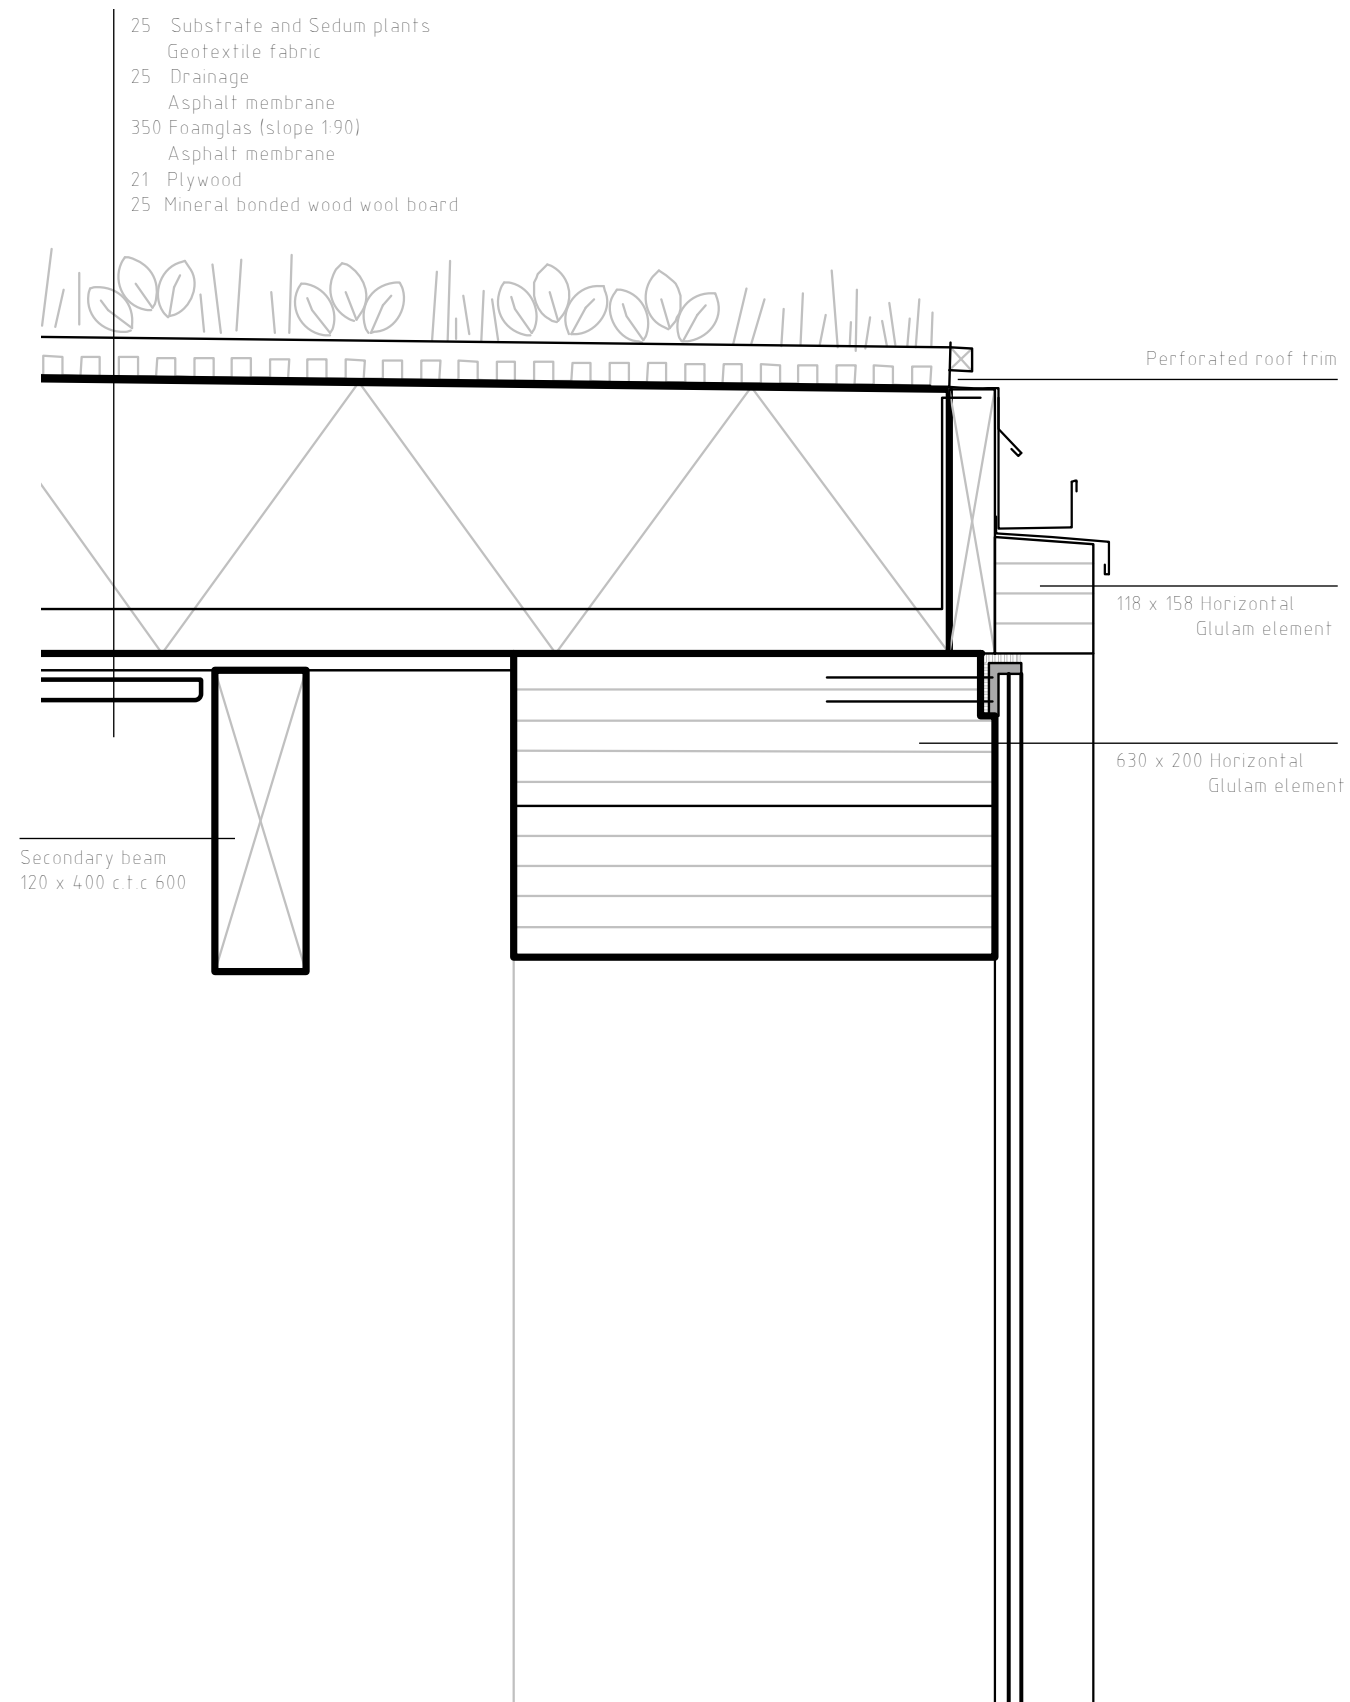 25 Substrate and Sedum plants
Geotextile fabric
25 Drainage
Asphalt membrane
350 Foamglas (slope 1:90)
Asphalt membrane
21 Plywood
25 Mineral bonded wood wool board
Perforated roof trim
118 x 158 Horizontal
Glulam element
630 x 200 Horizontal
Glulam element
Secondary beam
120 x 400 c.t.c 600